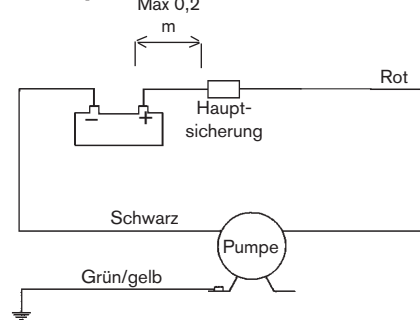 Max 0,2
m
Rot
Haupt-
sicherung
− +
Schwarz
Pumpe
Grün/gelb